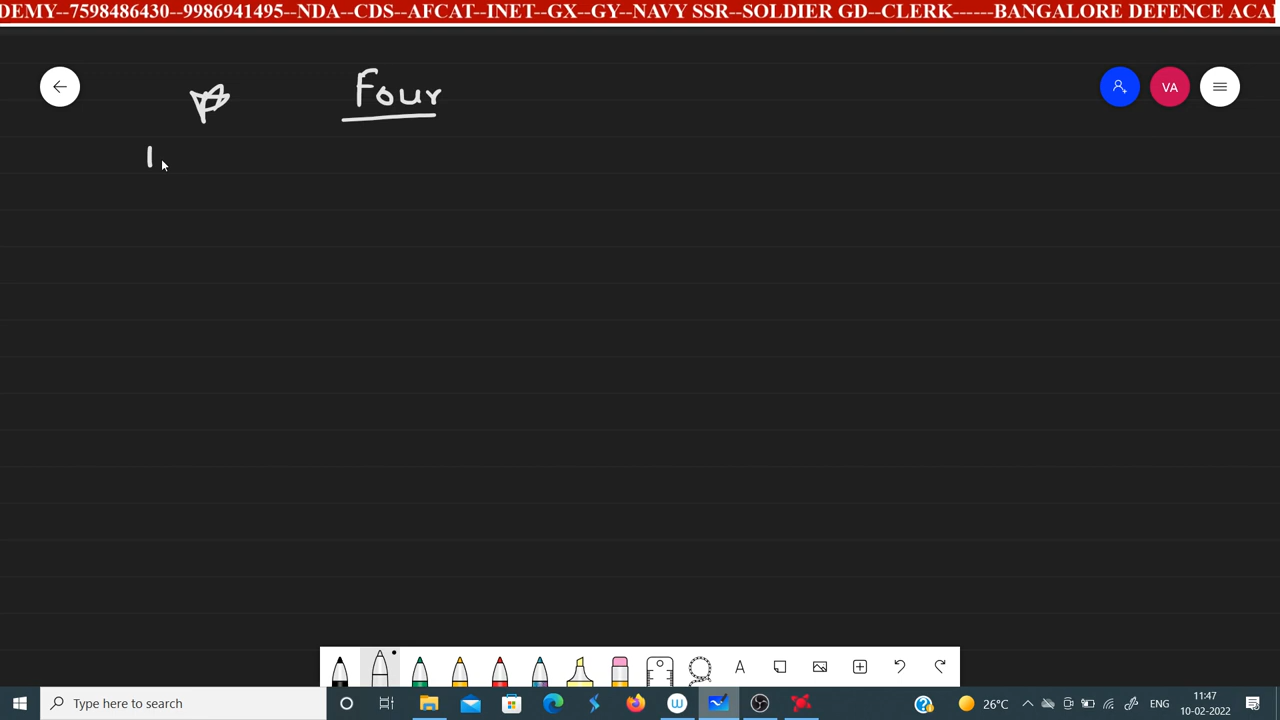 DEMY--7598486430--9986941495--NDA--CDS--AFCAT--INET--GX--GY--NAVY SSR--SOLDIER GD--CLERK------BANGALORE DEFENCE ACA
Four
VA
1
A
Type here to search
26°C
ENG
11:47
10-02-2022